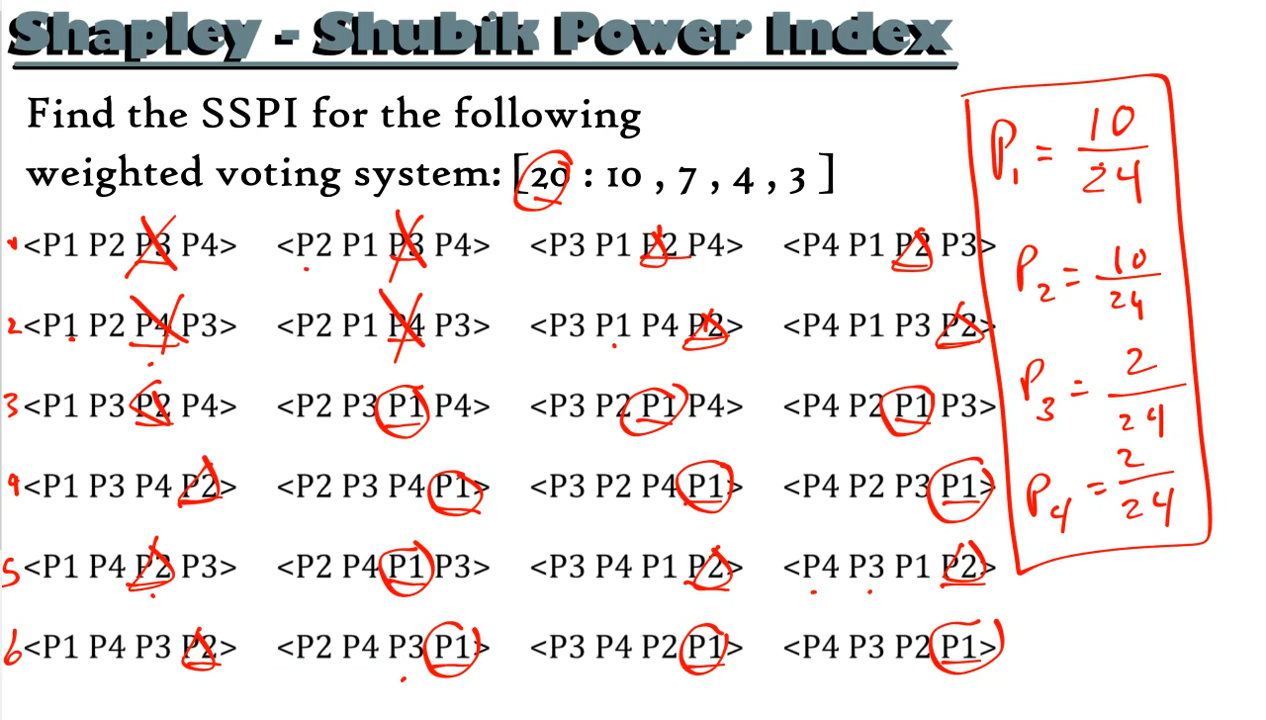 Shapley - Shubik Power Index
Find the SSPI for the following
weighted voting system: [20 : 10 , 7 , 4 , 3 ]
1 <P1 P2 P3 P4> <P2 P1 P3 P4> <P3 P1 P2 P4> <P4 P1 P2 P3>
2 <P1 P2 P4 P3> <P2 P1 P4 P3> <P3 P1 P4 P2> <P4 P1 P3 P2>
3 <P1 P3 P2 P4> <P2 P3 P1 P4> <P3 P2 P1 P4> <P4 P2 P1 P3>
4 <P1 P3 P4 P2> <P2 P3 P4 P1> <P3 P2 P4 P1> <P4 P2 P3 P1>
5 <P1 P4 P2 P3> <P2 P4 P1 P3> <P3 P4 P1 P2> <P4 P3 P1 P2>
6 <P1 P4 P3 P2> <P2 P4 P3 P1> <P3 P4 P2 P1> <P4 P3 P2 P1>
P1 = 10/24
P2 = 10/24
P3 = 2/24
P4 = 2/24